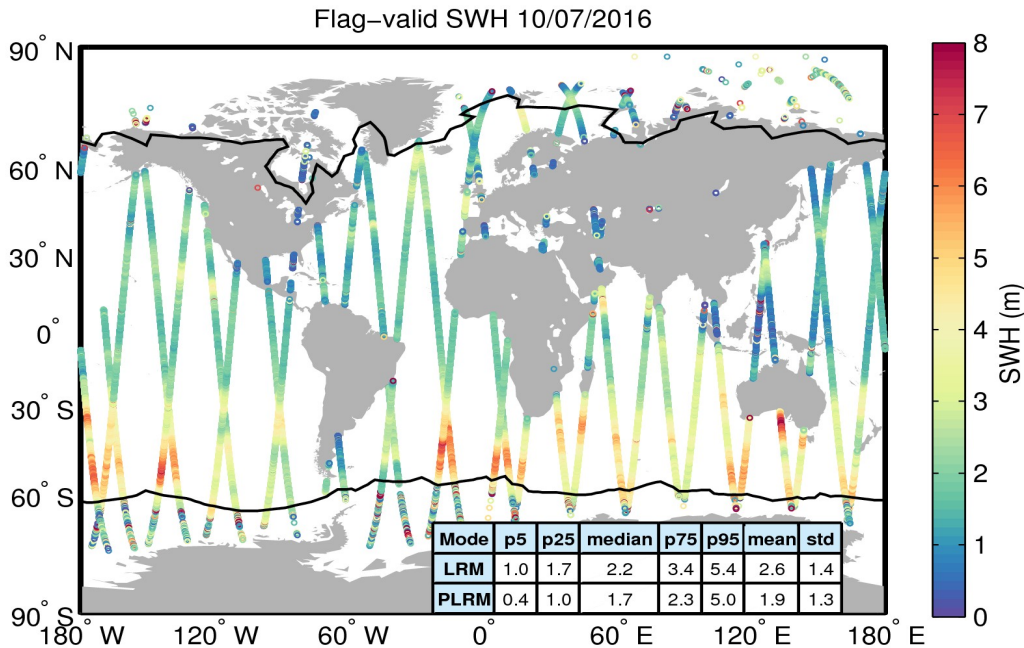 Flag−valid SWH 10/07/2016
90° N
60° N
30° N
0°
30° S
60° S
90° S
180° W
120° W
60° W
0°
60° E
120° E
180° E
Mode p5 p25 median p75 p95 mean std
LRM 1.0 1.7 2.2 3.4 5.4 2.6 1.4
PLRM 0.4 1.0 1.7 2.3 5.0 1.9 1.3
8
7
6
5
4
3
2
1
0
SWH (m)